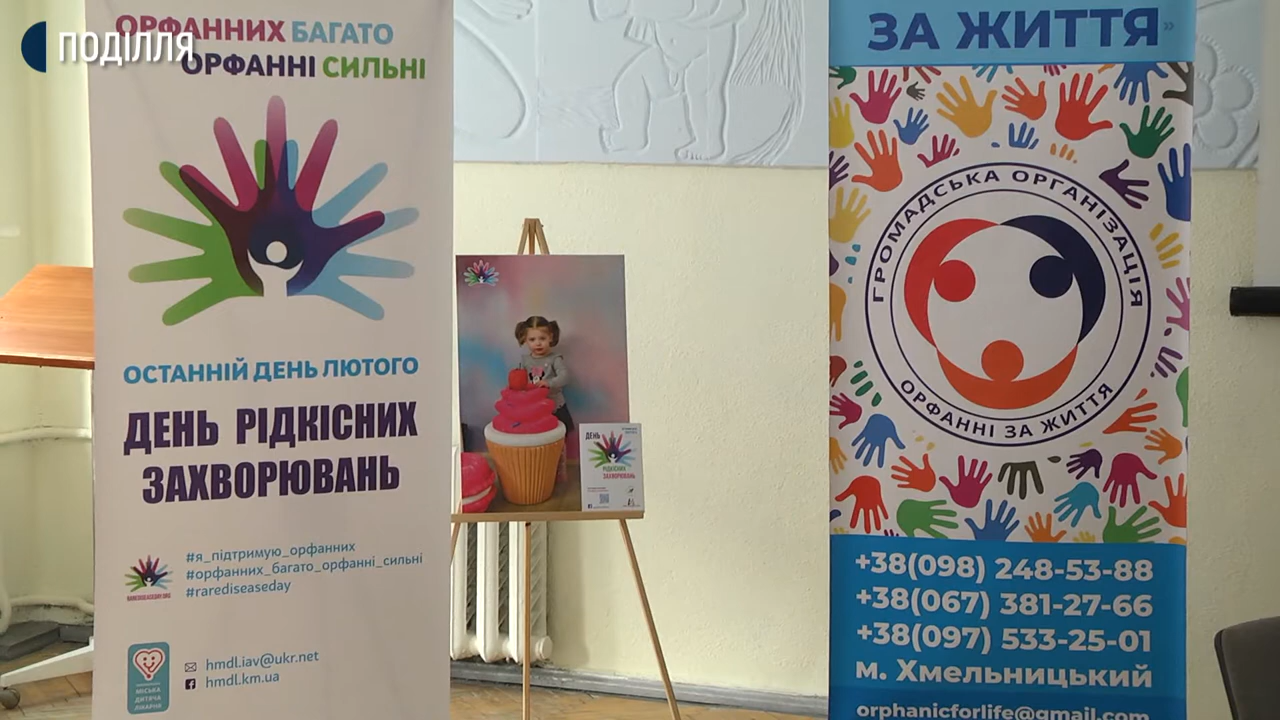 ПОДІЛЛЯ
ОРФАННИХ БАГАТО
ОРФАННІ СИЛЬНІ
ОСТАННІЙ ДЕНЬ ЛЮТОГО
ДЕНЬ РІДКІСНИХ
ЗАХВОРЮВАНЬ
#я_підтримую_орфанних
#орфанних_багато_орфанні_сильні
#rarediseaseday
RAREDISEASEDAY.ORG
МІСЬКА
ДИТЯЧА
ЛІКАРНЯ
hmdl.iav@ukr.net
hmdl.km.ua
ДЕНЬ
РІДКІСНИХ
ЗАХВОРЮВАНЬ
ЗА ЖИТТЯ»
ГРОМАДСЬКА ОРГАНІЗАЦІЯ
ОРФАННІ ЗА ЖИТТЯ
+38(098) 248-53-88
+38(067) 381-27-66
+38(097) 533-25-01
м. Хмельницький
orphanicforlife@gmail.com